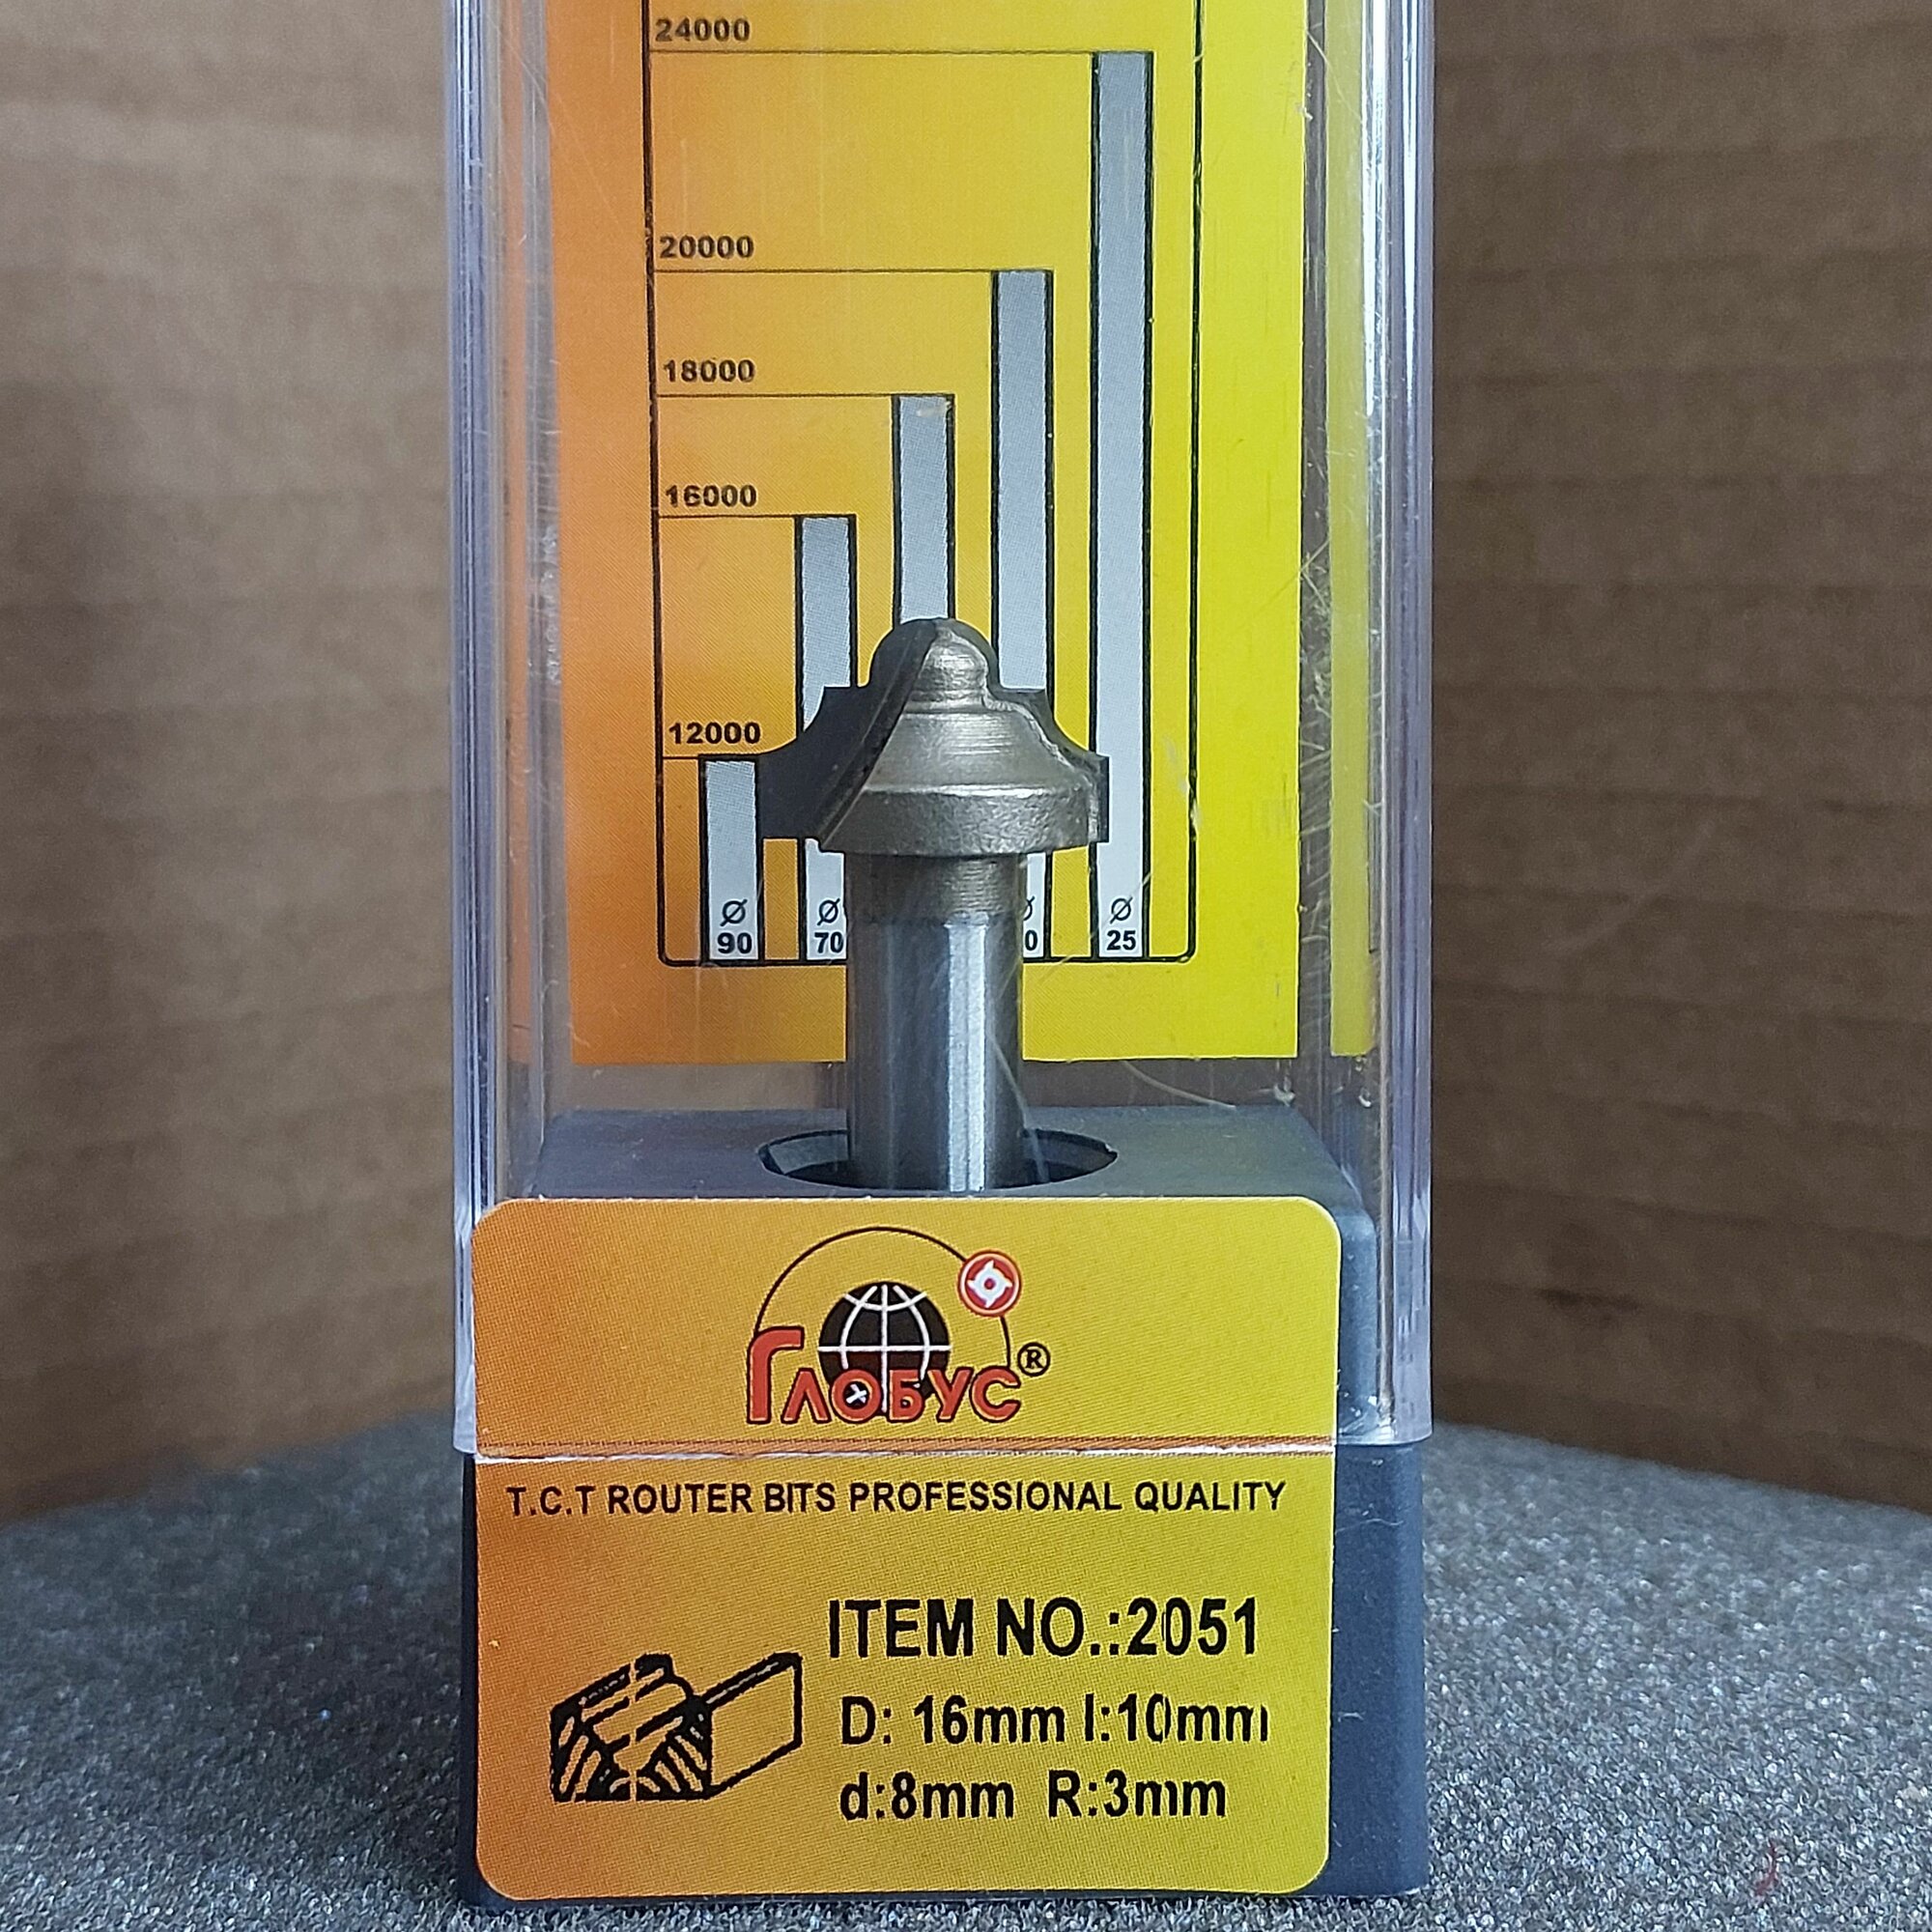 24000
20000
18000
16000
12000
Ø Ø Ø
90 70 0 25
Глобус®
T.C.T ROUTER BITS PROFESSIONAL QUALITY
ITEM NO.:2051
D: 16mm l:10mm
d:8mm R:3mm